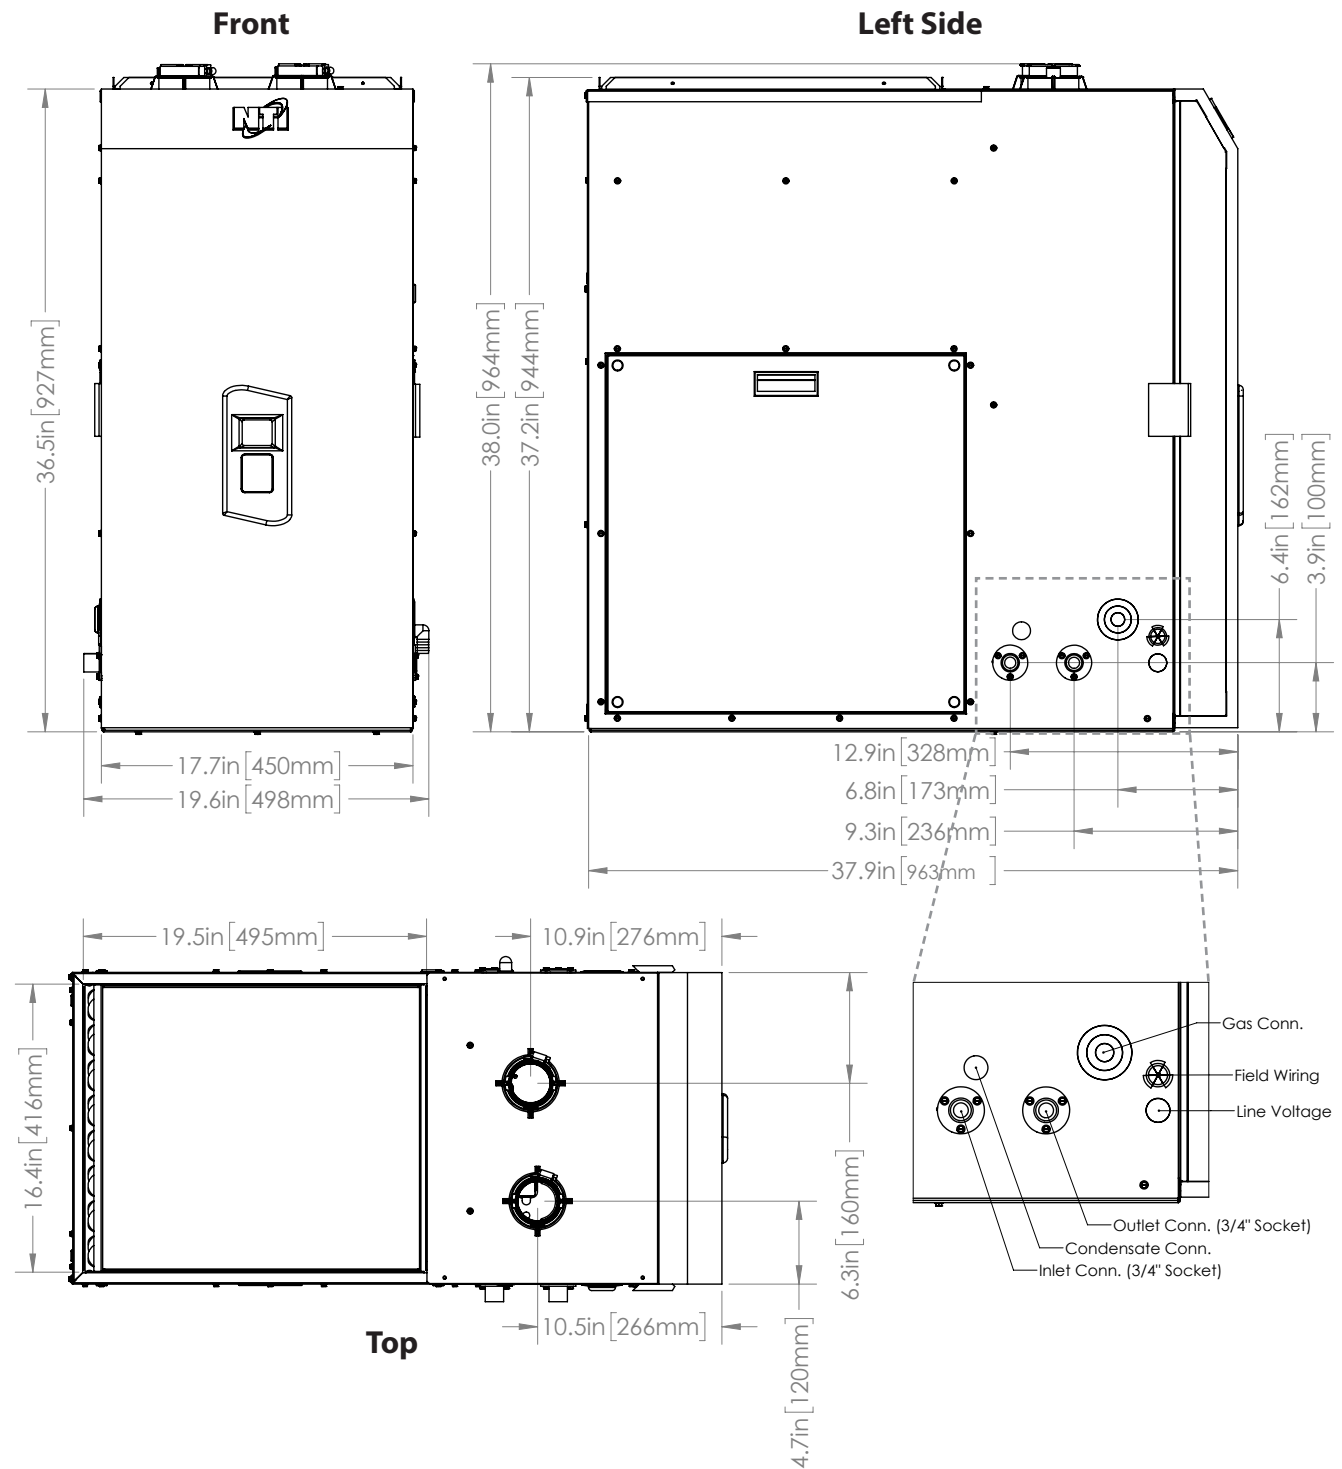 Front
Left Side
NTI
36.5in[927mm]
38.0in[964mm]
37.2in[944mm]
6.4in[162mm]
3.9in[100mm]
17.7in[450mm]
19.6in[498mm]
12.9in[328mm]
6.8in[173mm]
9.3in[236mm]
37.9in[963mm ]
19.5in[495mm]
10.9in[276mm]
16.4in[416mm]
6.3in[160mm]
10.5in[266mm]
4.7in[120mm]
Top
Gas Conn.
Field Wiring
Line Voltage
Outlet Conn. (3/4" Socket)
Condensate Conn.
Inlet Conn. (3/4" Socket)